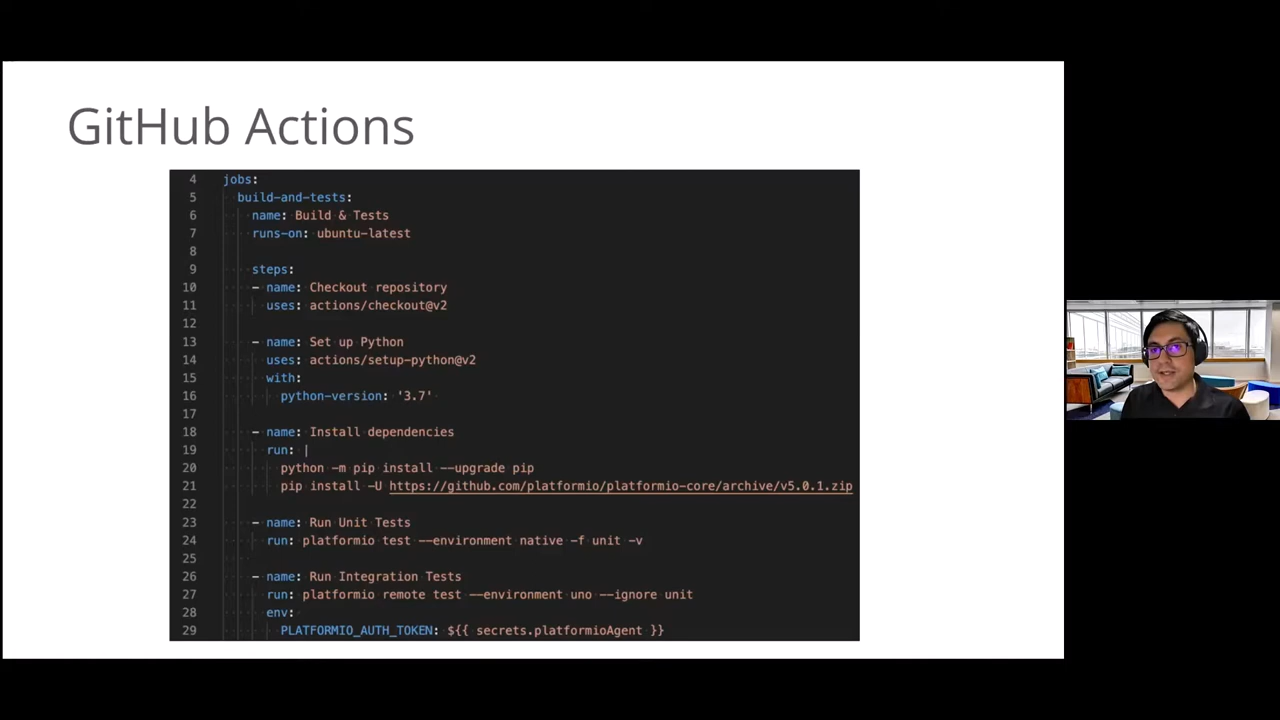 GitHub Actions
4 jobs:
5 build-and-tests:
6 name: Build & Tests
7 runs-on: ubuntu-latest
8
9 steps:
10 - name: Checkout repository
11 uses: actions/checkout@v2
12
13 - name: Set up Python
14 uses: actions/setup-python@v2
15 with:
16 python-version: '3.7'
17
18 - name: Install dependencies
19 run: |
20 python -m pip install --upgrade pip
21 pip install -U https://github.com/platformio/platformio-core/archive/v5.0.1.zip
22
23 - name: Run Unit Tests
24 run: platformio test --environment native -f unit -v
25
26 - name: Run Integration Tests
27 run: platformio remote test --environment uno --ignore unit
28 env:
29 PLATFORMIO_AUTH_TOKEN: ${{ secrets.platformioAgent }}